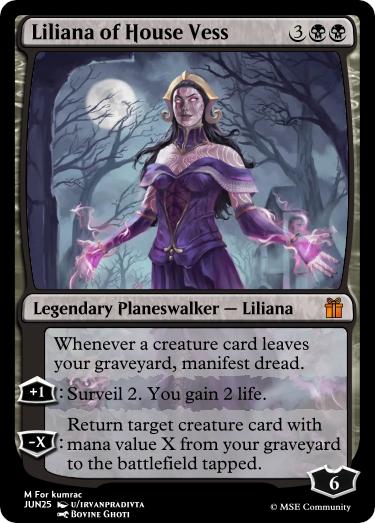 Liliana of House Vess 3
Legendary Planeswalker — Liliana
Whenever a creature card leaves
your graveyard, manifest dread.
+1: Surveil 2. You gain 2 life.
Return target creature card with
-X: mana value X from your graveyard
to the battlefield tapped.
6
M For kumrac
JUN25 u/irvanpradivta
Bovine Ghoti
© MSE Community